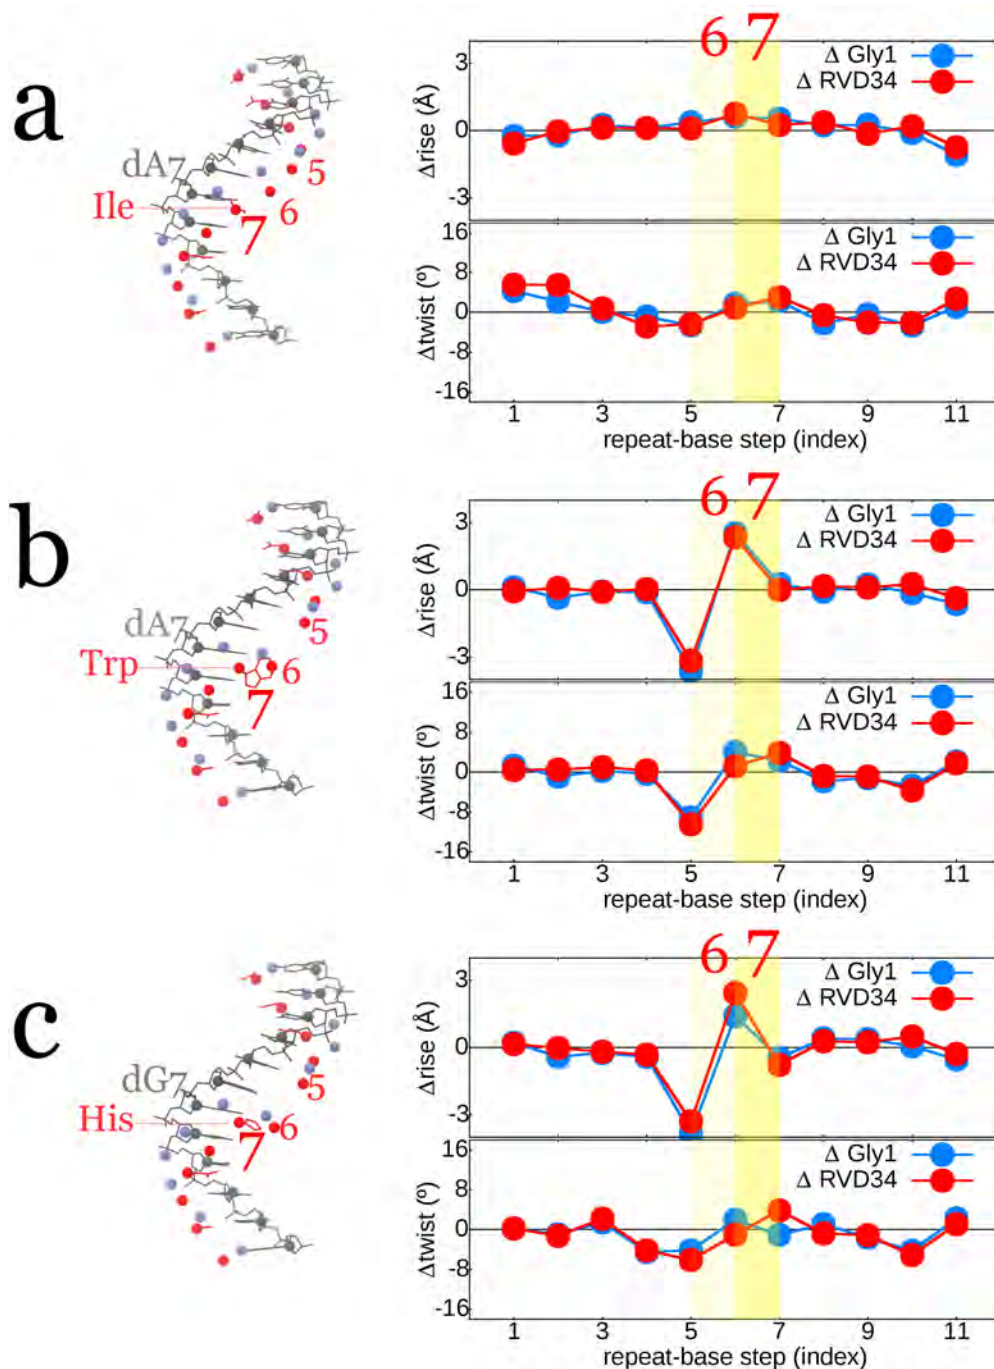 a
dA7
Ile
5
6
7
6 7
Δ Gly1
Δ RVD34
Δrise (Å)
3
0
-3
Δ Gly1
Δ RVD34
Δtwist (º)
16
8
0
-8
-16
1 3 5 7 9 11
repeat-base step (index)
b
dA7
Trp
5
6
7
6 7
Δ Gly1
Δ RVD34
Δrise (Å)
3
0
-3
Δ Gly1
Δ RVD34
Δtwist (º)
16
8
0
-8
-16
1 3 5 7 9 11
repeat-base step (index)
c
dG7
His
5
6
7
6 7
Δ Gly1
Δ RVD34
Δrise (Å)
3
0
-3
Δ Gly1
Δ RVD34
Δtwist (º)
16
8
0
-8
-16
1 3 5 7 9 11
repeat-base step (index)